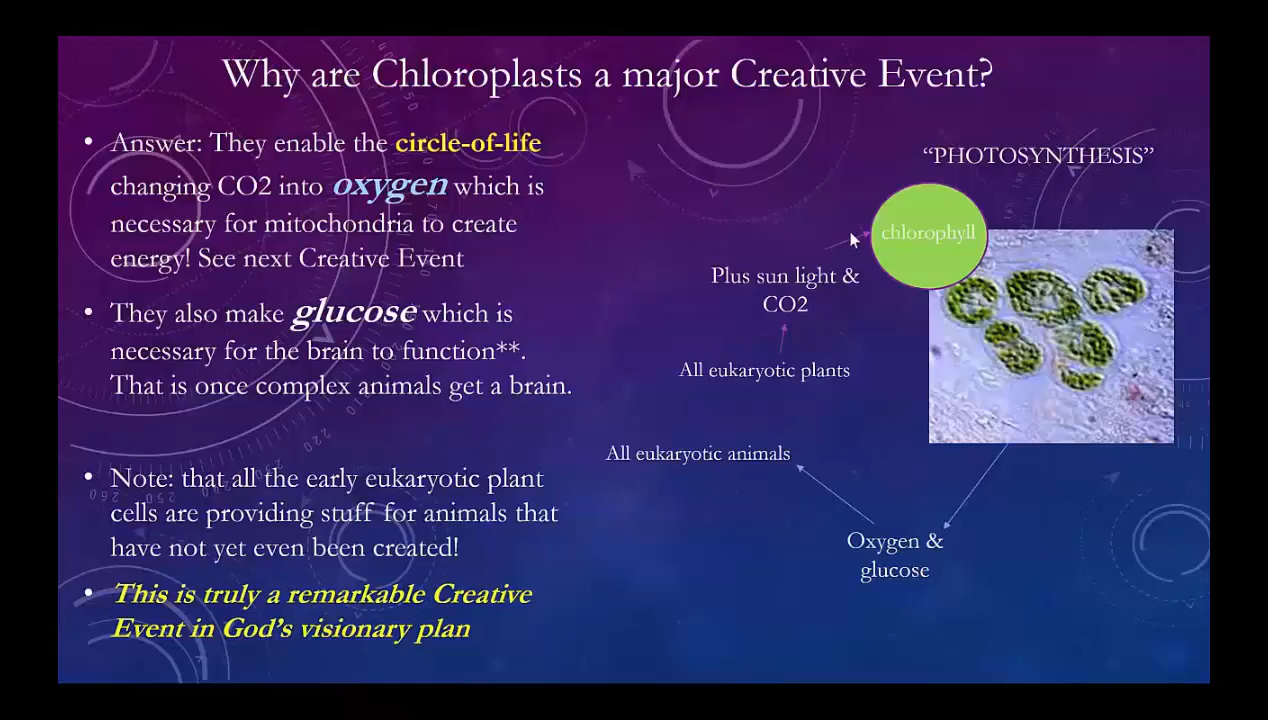 Why are Chloroplasts a major Creative Event?
• Answer: They enable the circle-of-life
changing CO2 into oxygen which is
necessary for mitochondria to create
energy! See next Creative Event
• They also make glucose which is
necessary for the brain to function**.
That is once complex animals get a brain.
• Note: that all the early eukaryotic plant
cells are providing stuff for animals that
have not yet even been created!
• This is truly a remarkable Creative
Event in God's visionary plan
“PHOTOSYNTHESIS”
chlorophyll
Plus sun light &
CO2
All eukaryotic plants
All eukaryotic animals
Oxygen &
glucose
260
250
220
210